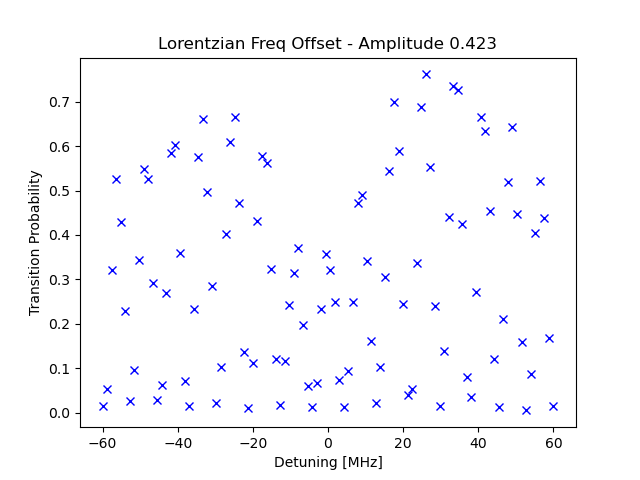 Lorentzian Freq Offset - Amplitude 0.423
Transition Probability
0.7
0.6
0.5
0.4
0.3
0.2
0.1
0.0
−60 −40 −20 0 20 40 60
Detuning [MHz]